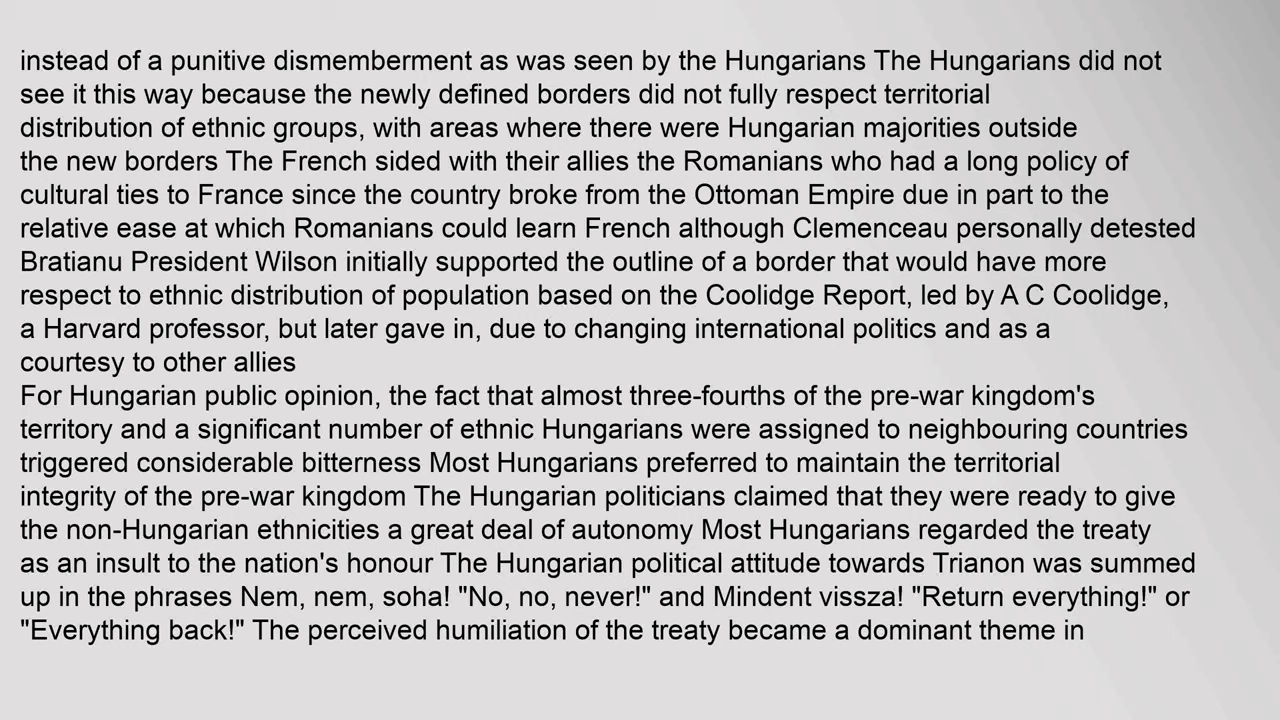 instead of a punitive dismemberment as was seen by the Hungarians The Hungarians did not
see it this way because the newly defined borders did not fully respect territorial
distribution of ethnic groups, with areas where there were Hungarian majorities outside
the new borders The French sided with their allies the Romanians who had a long policy of
cultural ties to France since the country broke from the Ottoman Empire due in part to the
relative ease at which Romanians could learn French although Clemenceau personally detested
Bratianu President Wilson initially supported the outline of a border that would have more
respect to ethnic distribution of population based on the Coolidge Report, led by A C Coolidge,
a Harvard professor, but later gave in, due to changing international politics and as a
courtesy to other allies
For Hungarian public opinion, the fact that almost three-fourths of the pre-war kingdom's
territory and a significant number of ethnic Hungarians were assigned to neighbouring countries
triggered considerable bitterness Most Hungarians preferred to maintain the territorial
integrity of the pre-war kingdom The Hungarian politicians claimed that they were ready to give
the non-Hungarian ethnicities a great deal of autonomy Most Hungarians regarded the treaty
as an insult to the nation's honour The Hungarian political attitude towards Trianon was summed
up in the phrases Nem, nem, soha! "No, no, never!" and Mindent vissza! "Return everything!" or
"Everything back!" The perceived humiliation of the treaty became a dominant theme in